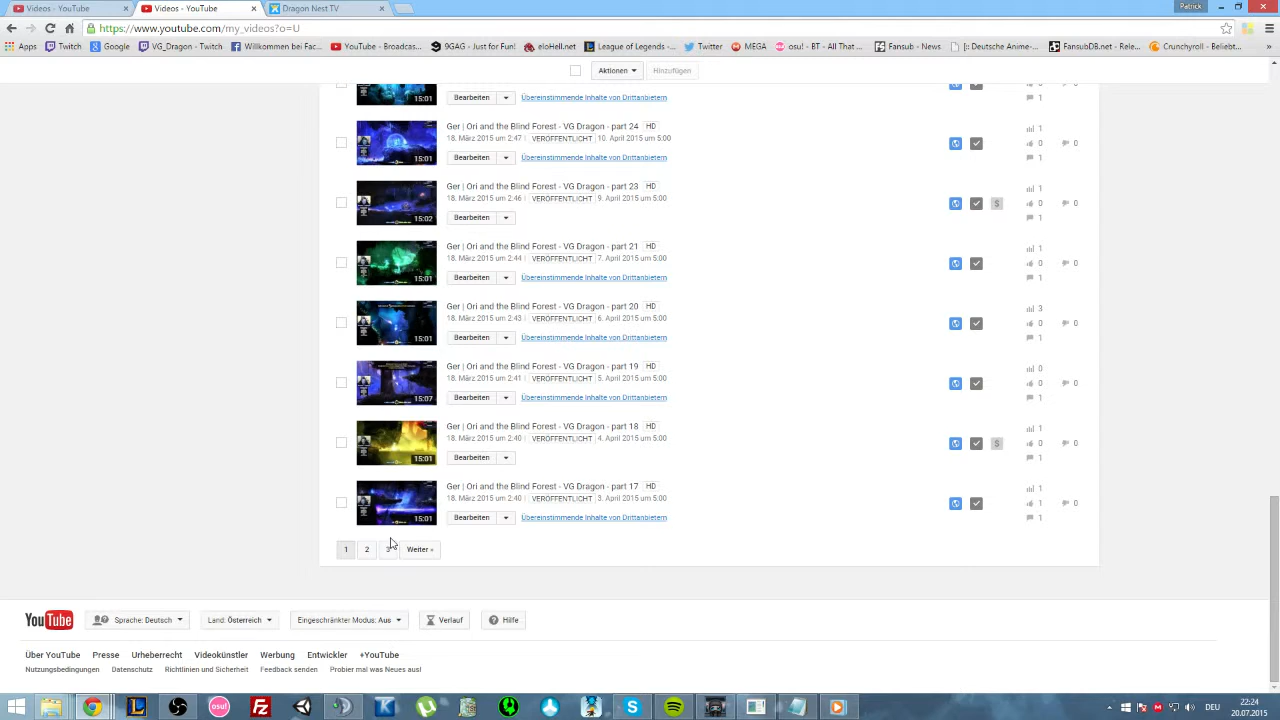 Videos - YouTube
Videos - YouTube
Dragon Nest TV
Patrick
https://www.youtube.com/my_videos?o=U
Apps Twitch Google VG_Dragon - Twitch Willkommen bei Fac... YouTube - Broadcas... 9GAG - Just for Fun! eloHell.net League of Legends -... Twitter MEGA osu! - BT - All That ... Fansub - News |: Deutsche Anime-... FansubDB.net - Rele... Crunchyroll - Beliebt... »
Aktionen Hinzufügen
15:01
Bearbeiten Übereinstimmende Inhalte von Drittanbietern 1
Ger | Ori and the Blind Forest - VG Dragon - part 24 HD 1
18. März 2015 um 2:47 VERÖFFENTLICHT 10. April 2015 um 5:00 0 0
15:01
Bearbeiten Übereinstimmende Inhalte von Drittanbietern 1
Ger | Ori and the Blind Forest - VG Dragon - part 23 HD 1
18. März 2015 um 2:46 VERÖFFENTLICHT 9. April 2015 um 5:00 $ 0 0
15:02
Bearbeiten 1
Ger | Ori and the Blind Forest - VG Dragon - part 21 HD 1
18. März 2015 um 2:44 VERÖFFENTLICHT 7. April 2015 um 5:00 0 0
15:01
Bearbeiten Übereinstimmende Inhalte von Drittanbietern 1
Ger | Ori and the Blind Forest - VG Dragon - part 20 HD 3
18. März 2015 um 2:43 VERÖFFENTLICHT 6. April 2015 um 5:00 0 0
15:01
Bearbeiten Übereinstimmende Inhalte von Drittanbietern 1
Ger | Ori and the Blind Forest - VG Dragon - part 19 HD 0
18. März 2015 um 2:41 VERÖFFENTLICHT 5. April 2015 um 5:00 0 0
15:07
Bearbeiten Übereinstimmende Inhalte von Drittanbietern 1
Ger | Ori and the Blind Forest - VG Dragon - part 18 HD 1
18. März 2015 um 2:40 VERÖFFENTLICHT 4. April 2015 um 5:00 $ 0 0
15:01
Bearbeiten 1
Ger | Ori and the Blind Forest - VG Dragon - part 17 HD 1
18. März 2015 um 2:40 VERÖFFENTLICHT 3. April 2015 um 5:00 1 0
15:01
Bearbeiten Übereinstimmende Inhalte von Drittanbietern 1
1 2 3 Weiter »
YouTube Sprache: Deutsch Land: Österreich Eingeschränkter Modus: Aus Verlauf Hilfe
Über YouTube Presse Urheberrecht Videokünstler Werbung Entwickler +YouTube
Nutzungsbedingungen Datenschutz Richtlinien und Sicherheit Feedback senden Probier mal was Neues aus!
osu!
DEU
22:24
20.07.2015